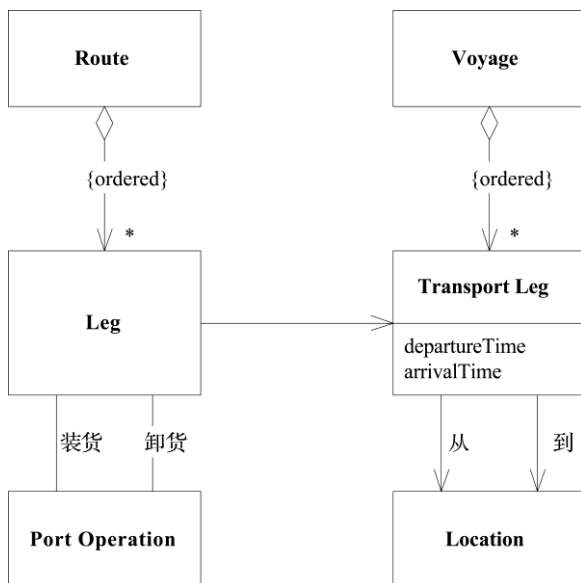 Route
Voyage
{ordered}
{ordered}
*
*
Leg
Transport Leg
departureTime
arrivalTime
装货
卸货
从
到
Port Operation
Location